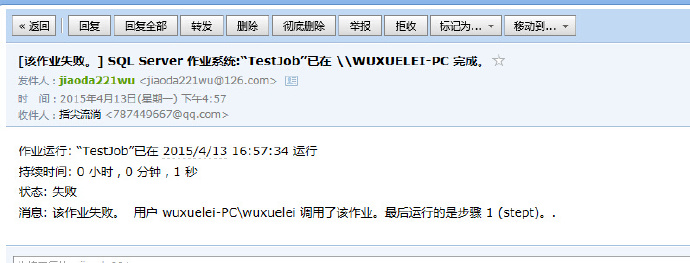 « 返回 回复 回复全部 转发 删除 彻底删除 举报 拒收 标记为... 移动到...
[该作业失败。] SQL Server 作业系统:“TestJob”已在 \\WUXUELEI-PC 完成。
发件人：jiaoda221wu <jiaoda221wu@126.com>
时 间：2015年4月13日(星期一) 下午4:57
收件人：指尖流淌 <787449667@qq.com>
作业运行: “TestJob”已在 2015/4/13 16:57:34 运行
持续时间: 0 小时，0 分钟，1 秒
状态: 失败
消息: 该作业失败。 用户 wuxuelei-PC\wuxuelei 调用了该作业。最后运行的是步骤 1 (stept)。.